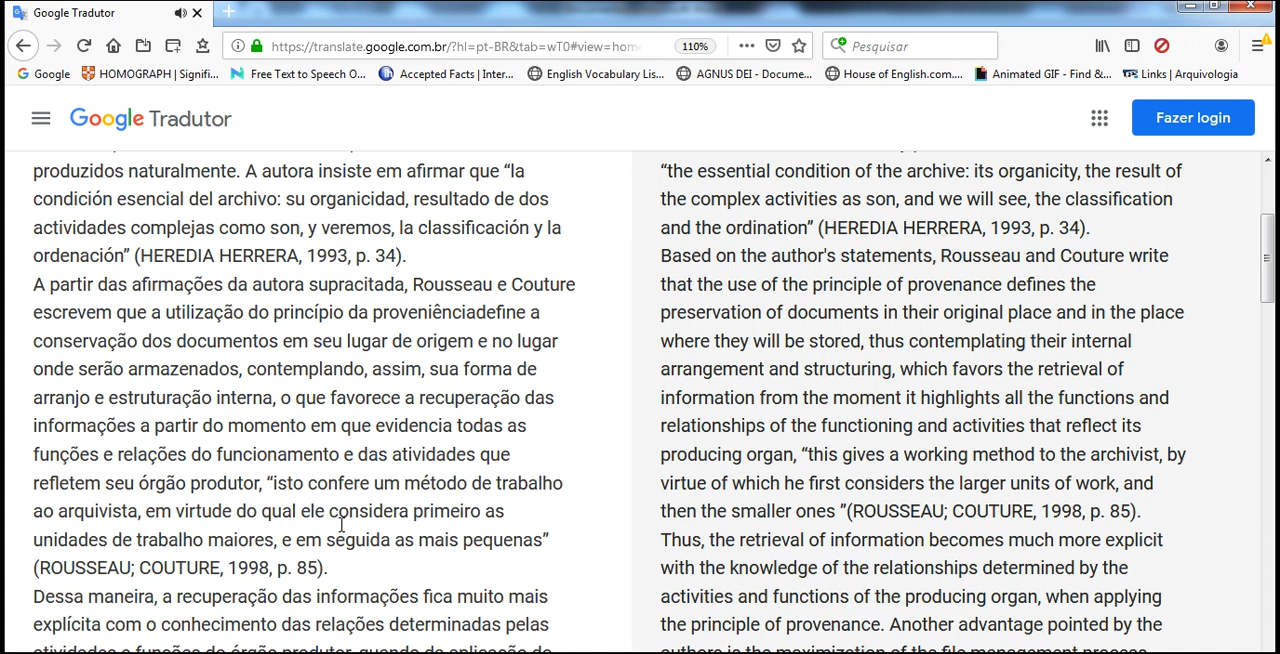 Google Tradutor
https://translate.google.com.br/?hl=pt-BR&tab=wT0#view=hom
110%
Pesquisar
Google
HOMOGRAPH | Signifi...
Free Text to Speech O...
Accepted Facts | Inter...
English Vocabulary Lis...
AGNUS DEI - Docume...
House of English.com....
Animated GIF - Find &...
Links | Arquivologia
Google Tradutor
Fazer login
produzidos naturalmente. A autora insiste em afirmar que “la
condición esencial del archivo: su organicidad, resultado de dos
actividades complejas como son, y veremos, la classificación y la
ordenación” (HEREDIA HERRERA, 1993, p. 34).
A partir das afirmações da autora supracitada, Rousseau e Couture
escrevem que a utilização do princípio da proveniênciadefine a
conservação dos documentos em seu lugar de origem e no lugar
onde serão armazenados, contemplando, assim, sua forma de
arranjo e estruturação interna, o que favorece a recuperação das
informações a partir do momento em que evidencia todas as
funções e relações do funcionamento e das atividades que
refletem seu órgão produtor, “isto confere um método de trabalho
ao arquivista, em virtude do qual ele considera primeiro as
unidades de trabalho maiores, e em seguida as mais pequenas”
(ROUSSEAU; COUTURE, 1998, p. 85).
Dessa maneira, a recuperação das informações fica muito mais
explícita com o conhecimento das relações determinadas pelas
“the essential condition of the archive: its organicity, the result of
the complex activities as son, and we will see, the classification
and the ordination” (HEREDIA HERRERA, 1993, p. 34).
Based on the author's statements, Rousseau and Couture write
that the use of the principle of provenance defines the
preservation of documents in their original place and in the place
where they will be stored, thus contemplating their internal
arrangement and structuring, which favors the retrieval of
information from the moment it highlights all the functions and
relationships of the functioning and activities that reflect its
producing organ, “this gives a working method to the archivist, by
virtue of which he first considers the larger units of work, and
then the smaller ones ”(ROUSSEAU; COUTURE, 1998, p. 85).
Thus, the retrieval of information becomes much more explicit
with the knowledge of the relationships determined by the
activities and functions of the producing organ, when applying
the principle of provenance. Another advantage pointed by the